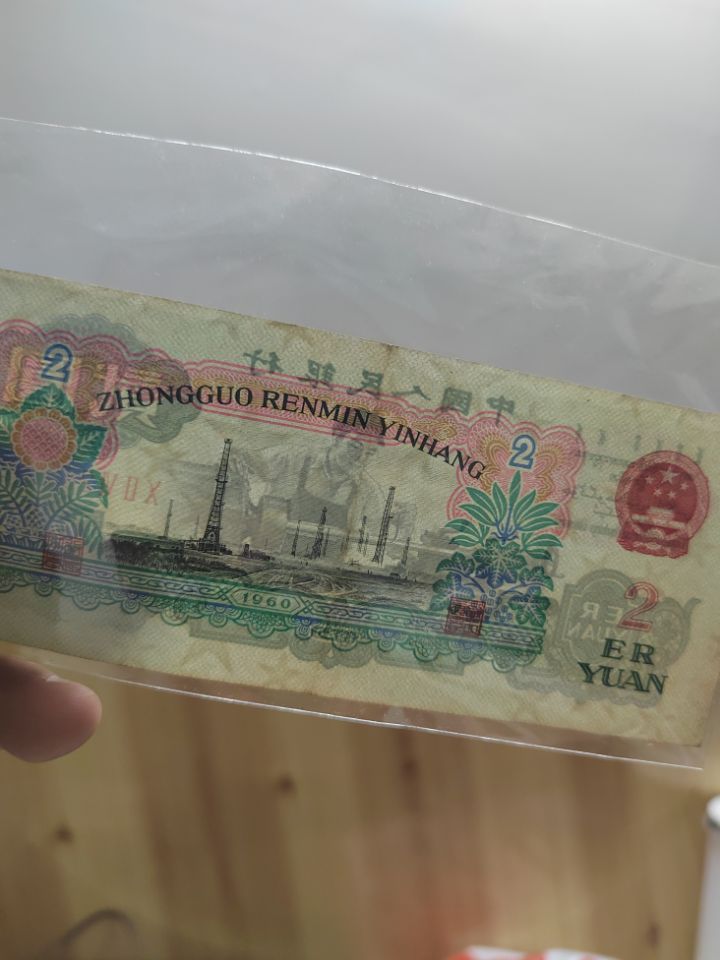 中國人民銀行
2
ZHONGGUO RENMIN YINHANG
2
1960
2
ER
YUAN